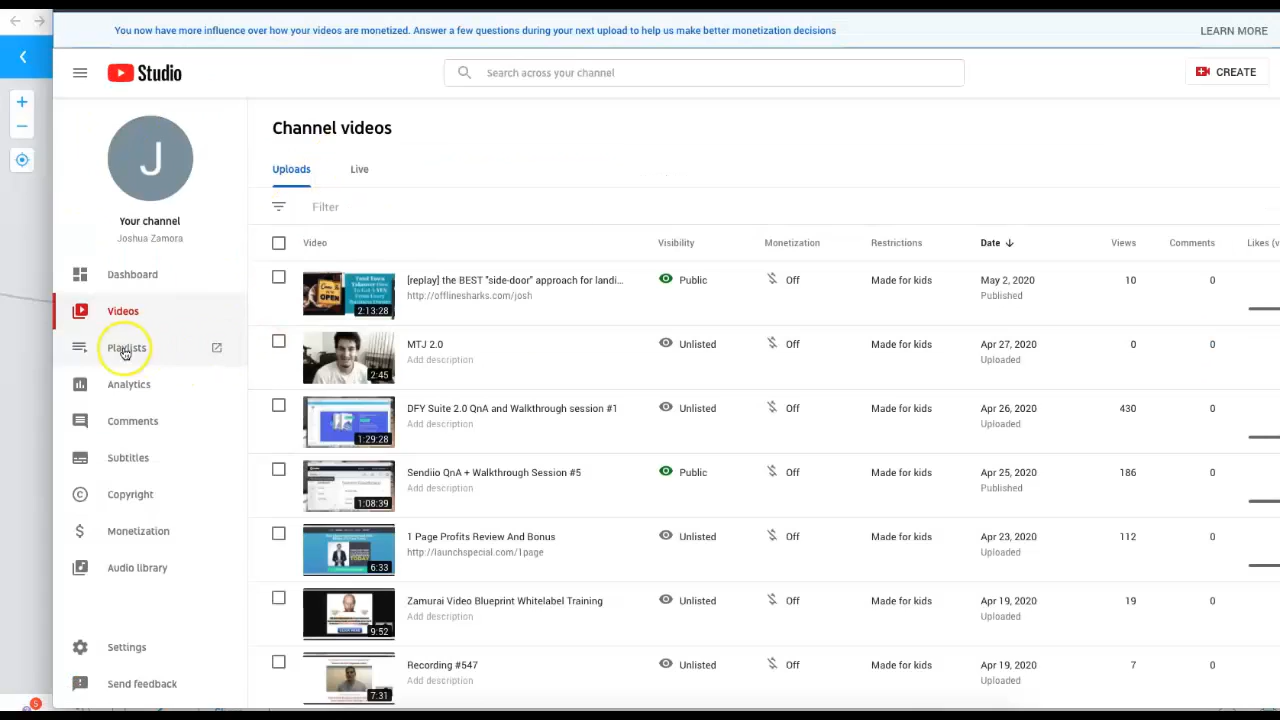 You now have more influence over how your videos are monetized. Answer a few questions during your next upload to help us make better monetization decisions
LEARN MORE
Studio
Search across your channel
CREATE
J
Your channel
Joshua Zamora
Dashboard
Videos
Playlists
Analytics
Comments
Subtitles
Copyright
Monetization
Audio library
Settings
Send feedback
5
Channel videos
Uploads Live
Filter
Video Visibility Monetization Restrictions Date Views Comments Likes (v
[replay] the BEST "side-door" approach for landi... Public Off Made for kids May 2, 2020 10 0
http://offlinesharks.com/josh Published
2:13:28
MTJ 2.0 Unlisted Off Made for kids Apr 27, 2020 0 0
Add description Uploaded
2:45
DFY Suite 2.0 QnA and Walkthrough session #1 Unlisted Off Made for kids Apr 26, 2020 430 0
Add description Uploaded
1:29:28
Sendiio QnA + Walkthrough Session #5 Public Off Made for kids Apr 25, 2020 186 0
Add description Published
1:08:39
1 Page Profits Review And Bonus Unlisted Off Made for kids Apr 23, 2020 112 0
http://launchspecial.com/1page Uploaded
6:33
Zamurai Video Blueprint Whitelabel Training Unlisted Off Made for kids Apr 19, 2020 19 0
Add description Uploaded
9:52
Recording #547 Unlisted Off Made for kids Apr 19, 2020 7 0
Add description Uploaded
7:31